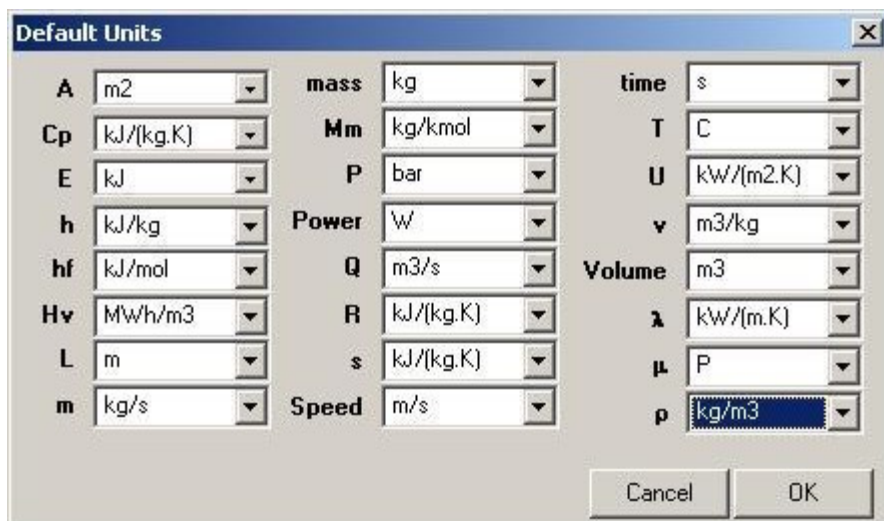 Default Units
A m2 mass kg time s
Cp kJ/(kg.K) Mm kg/kmol T C
E kJ P bar U kW/(m2.K)
h kJ/kg Power W v m3/kg
hf kJ/mol Q m3/s Volume m3
Hv MWh/m3 R kJ/(kg.K) λ kW/(m.K)
L m s kJ/(kg.K) μ P
m kg/s Speed m/s ρ kg/m3
Cancel OK